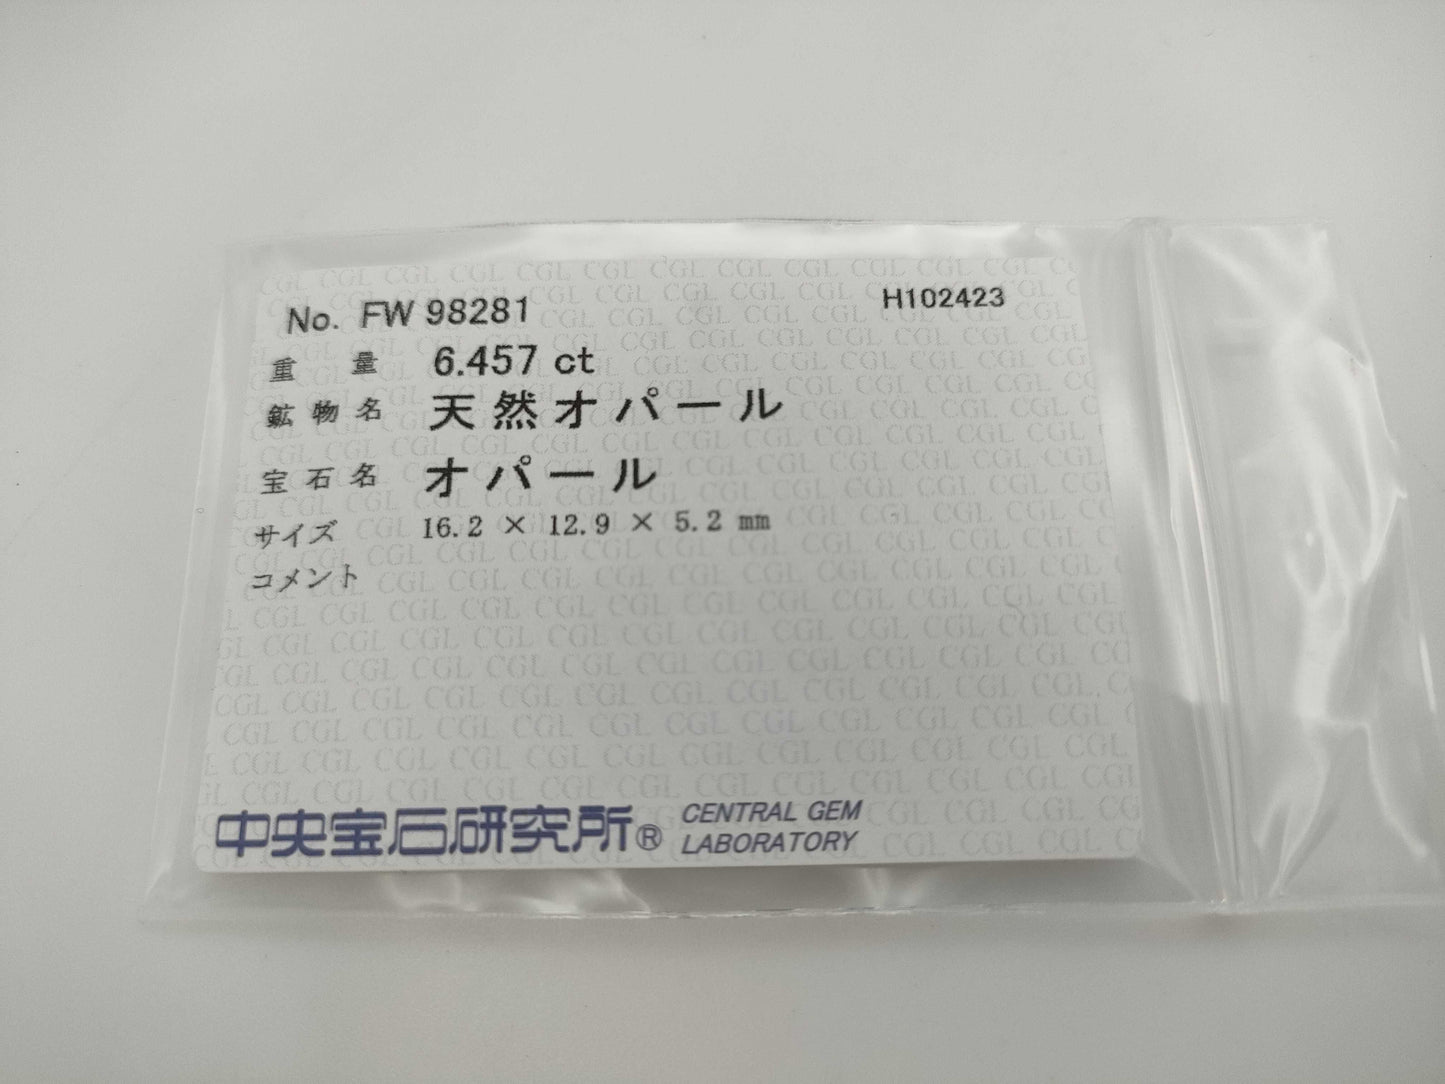 No. FW 98281 H102423
重量 6.457 ct
鉱物名 天然オパール
宝石名 オパール
サイズ 16.2 × 12.9 × 5.2 mm
コメント
中央宝石研究所® CENTRAL GEM
LABORATORY